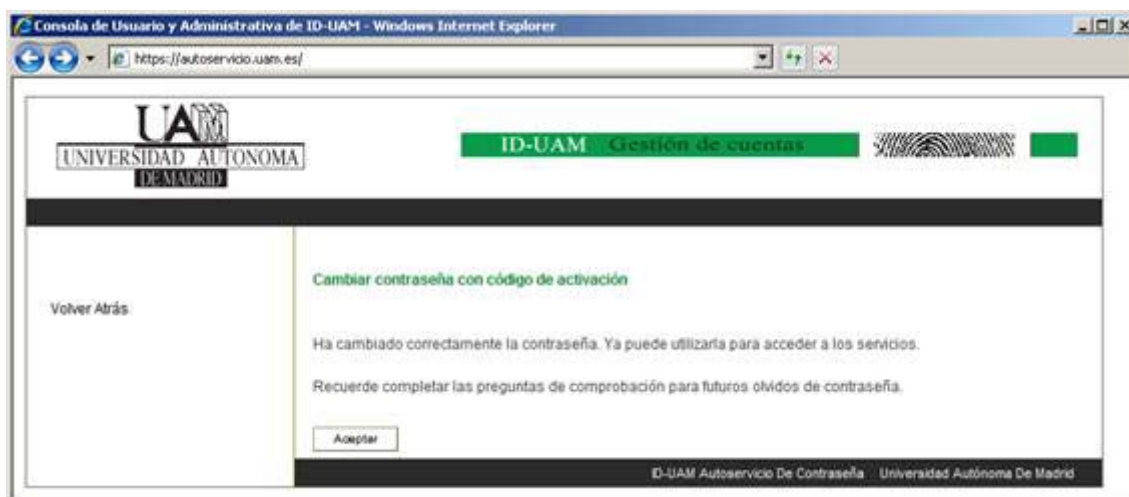 Consola de Usuario y Administrativa de ID-UAM - Windows Internet Explorer
https://autoservicio.uam.es/
UAM
UNIVERSIDAD AUTONOMA
DE MADRID
ID-UAM Gestión de cuentas
Cambiar contraseña con código de activación
Volver Atrás
Ha cambiado correctamente la contraseña. Ya puede utilizarla para acceder a los servicios.
Recuerde completar las preguntas de comprobación para futuros olvidos de contraseña.
Aceptar
ID-UAM Autoservicio De Contraseña Universidad Autónoma De Madrid